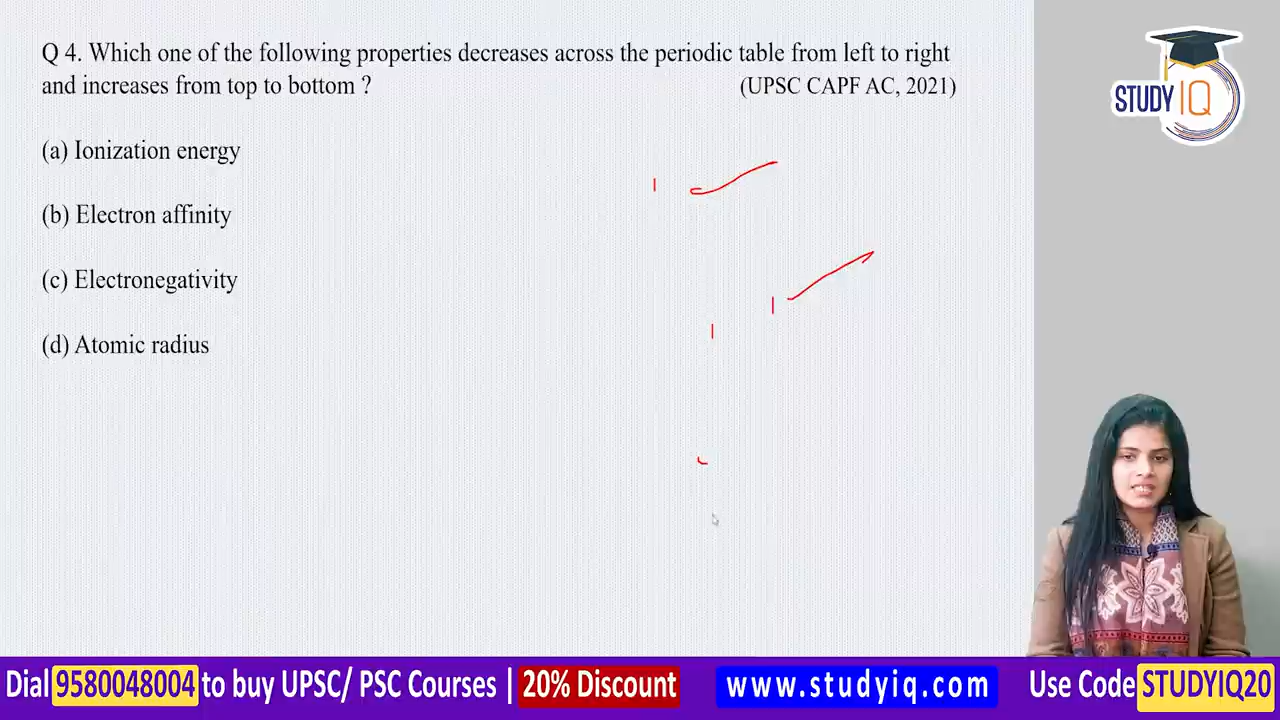 Q 4. Which one of the following properties decreases across the periodic table from left to right
and increases from top to bottom ?
(UPSC CAPF AC, 2021)
(a) Ionization energy
(b) Electron affinity
(c) Electronegativity
(d) Atomic radius
STUDY IQ
Dial 9580048004 to buy UPSC/ PSC Courses | 20% Discount www.studyiq.com Use Code STUDYIQ20